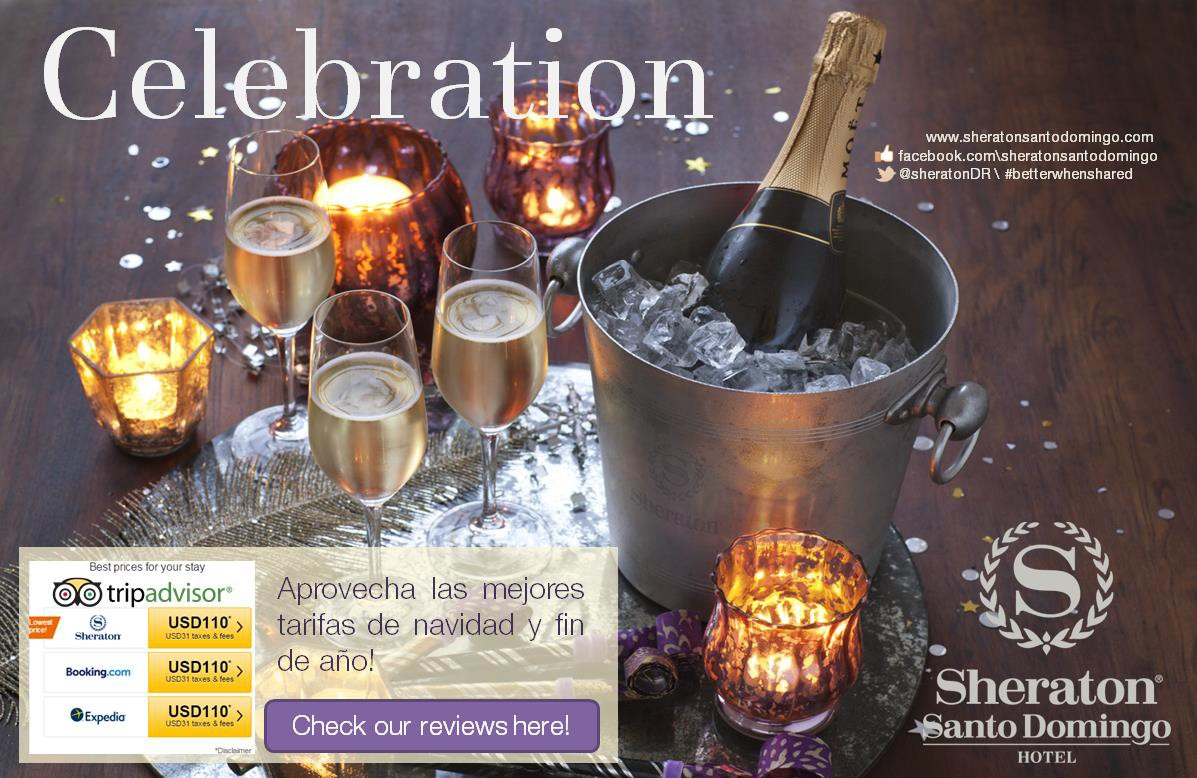 Celebration
MOËT
www.sheratonsantodomingo.com
facebook.com\sheratonsantodomingo
@sheratonDR \ #betterwhenshared
S
Sheraton
Best prices for your stay
tripadvisor®
Lowest price!
Sheraton
USD110*
USD31 taxes & fees
Booking.com
USD110*
USD31 taxes & fees
Expedia
USD110*
USD31 taxes & fees
*Disclaimer
Aprovecha las mejores
tarifas de navidad y fin
de año!
Check our reviews here!
S
Sheraton®
Santo Domingo
HOTEL